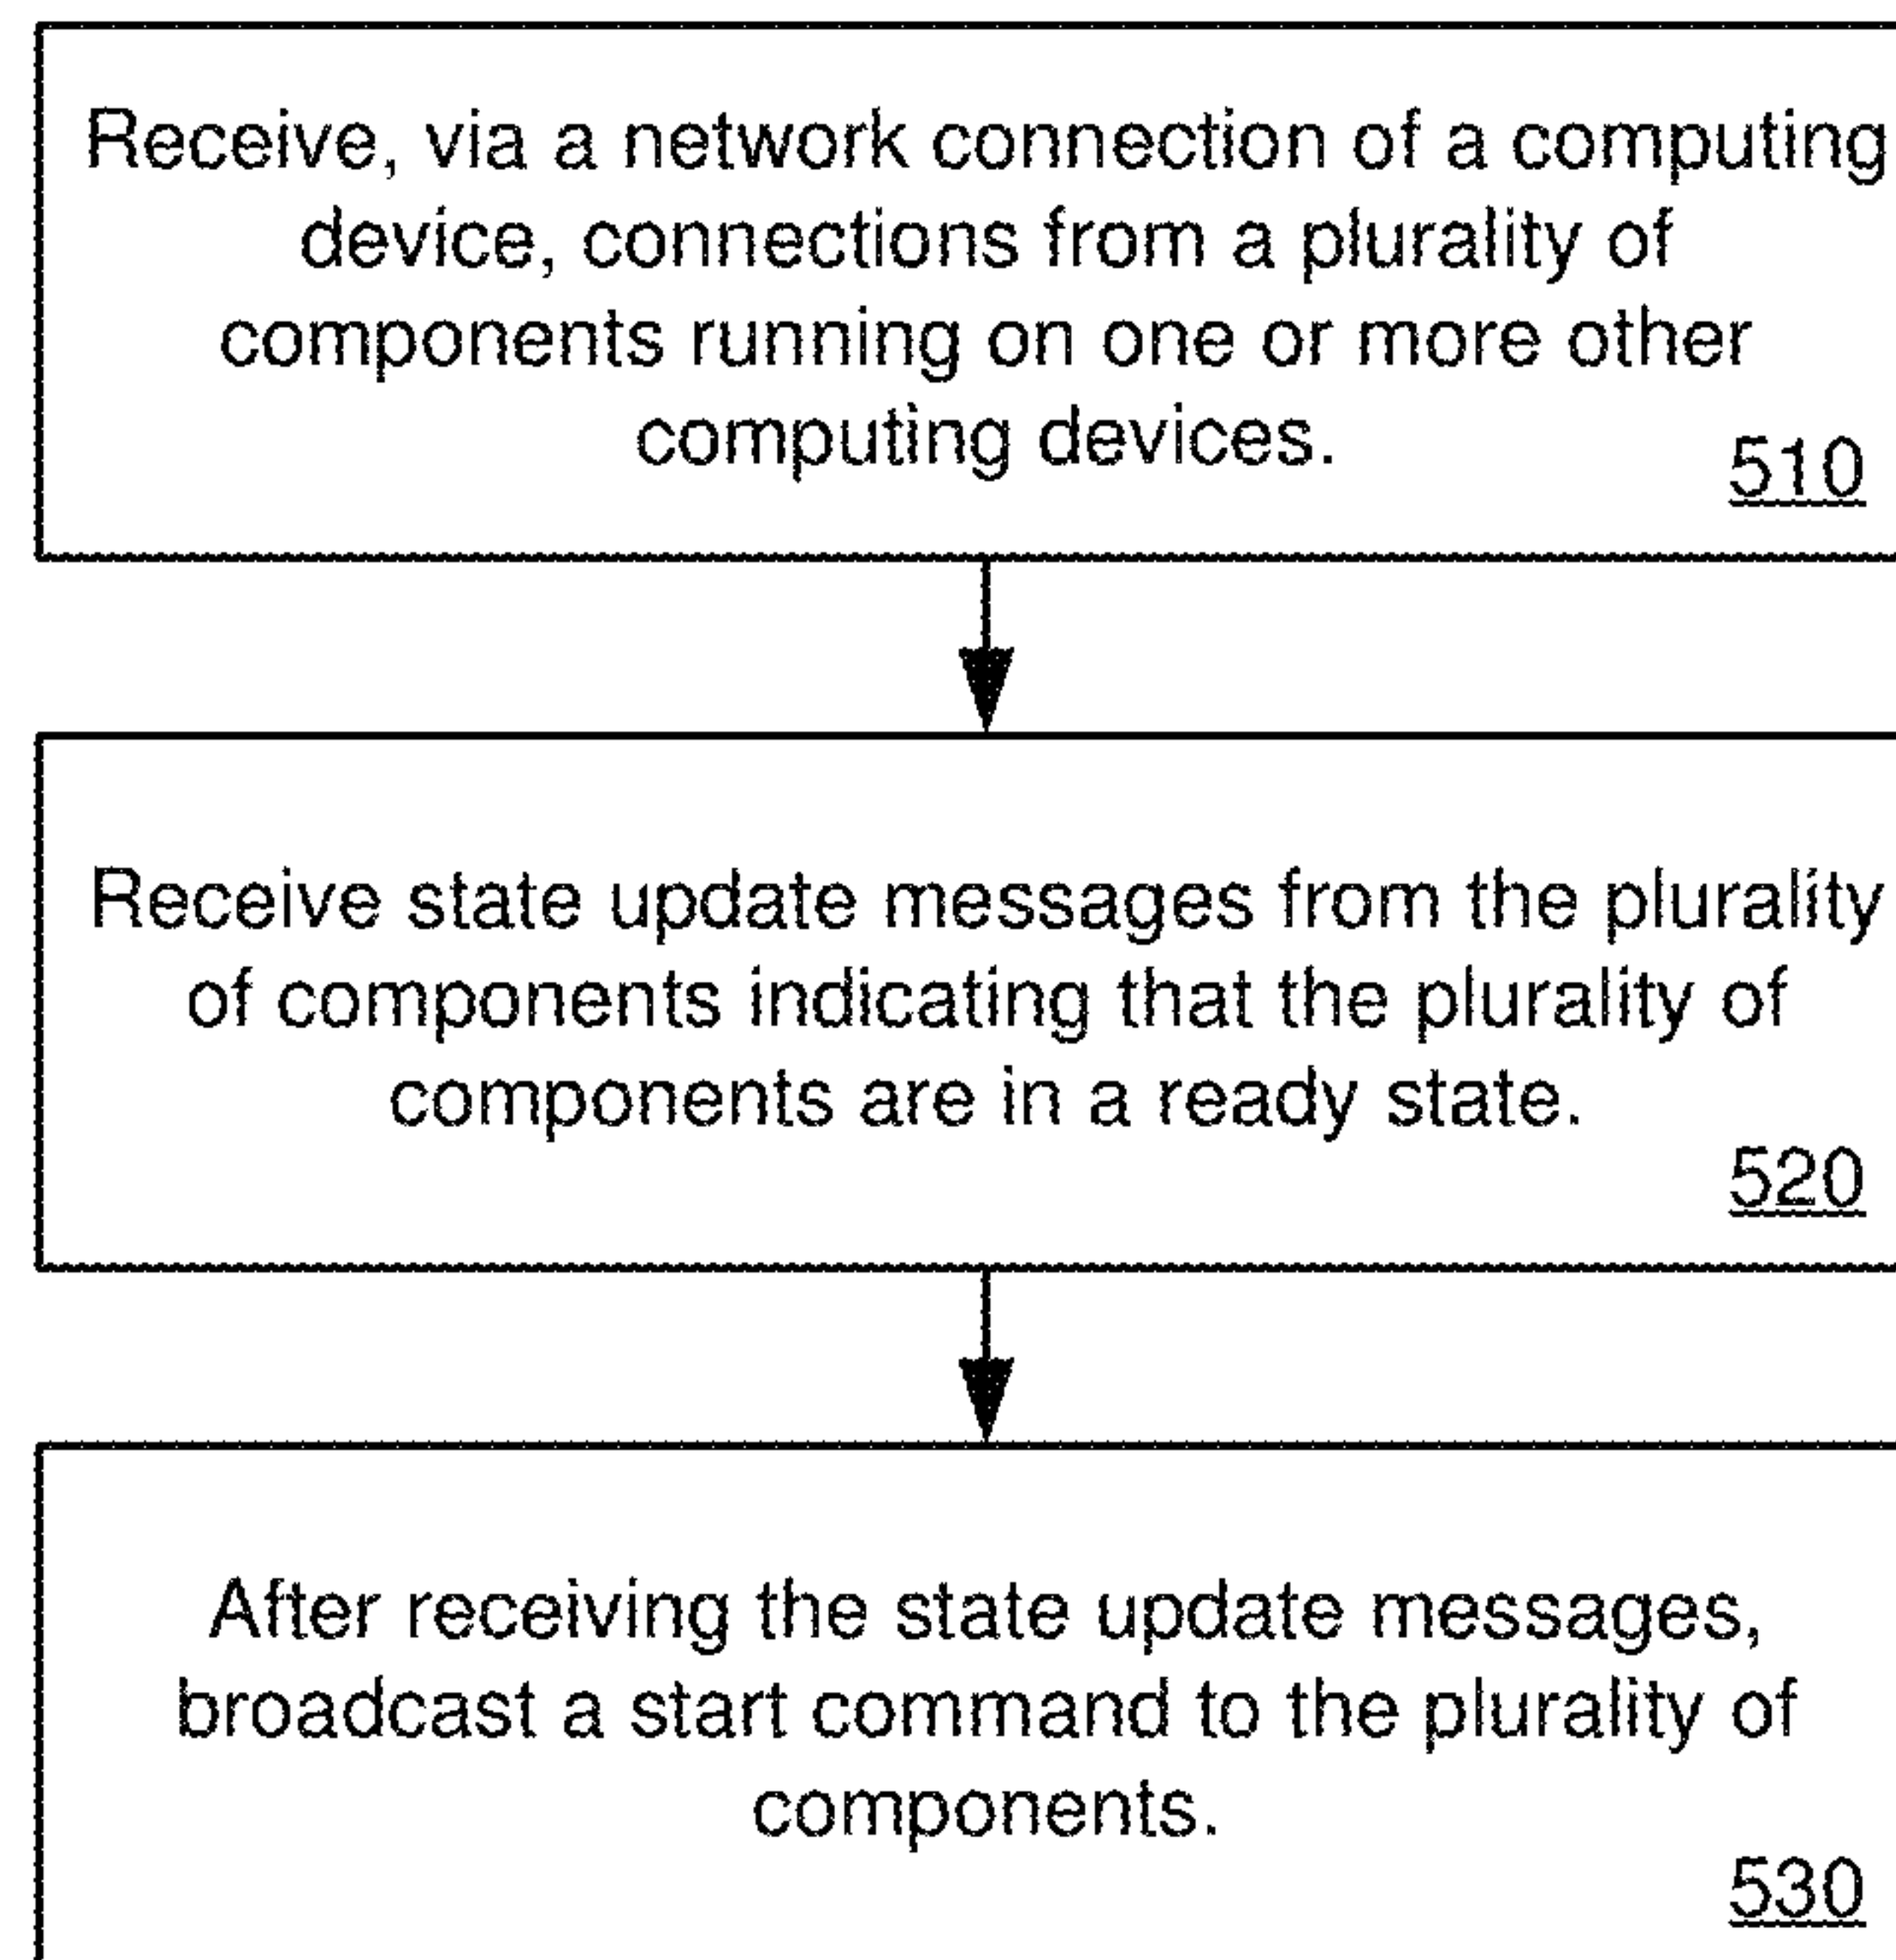 Receive, via a network connection of a computing
device, connections from a plurality of
components running on one or more other
computing devices.
510
Receive state update messages from the plurality
of components indicating that the plurality of
components are in a ready state.
520
After receiving the state update messages,
broadcast a start command to the plurality of
components.
530